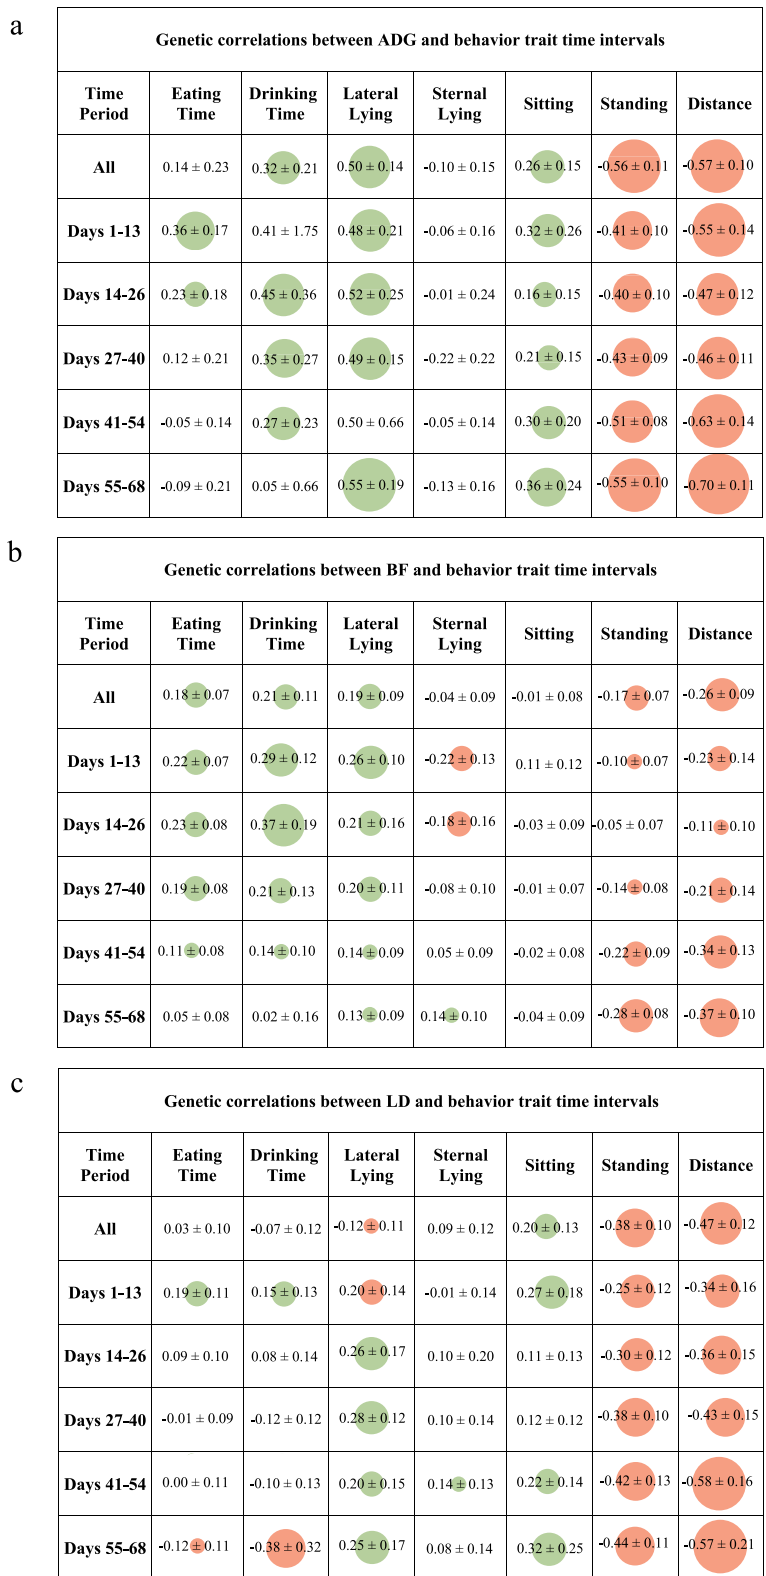 a
Genetic correlations between ADG and behavior trait time intervals
Time Period Eating Time Drinking Time Lateral Lying Sternal Lying Sitting Standing Distance
All 0.14 ± 0.23 0.32 ± 0.21 0.50 ± 0.14 -0.10 ± 0.15 0.26 ± 0.15 -0.56 ± 0.11 -0.57 ± 0.10
Days 1-13 0.36 ± 0.17 0.41 ± 1.75 0.48 ± 0.21 -0.06 ± 0.16 0.32 ± 0.26 -0.41 ± 0.10 -0.55 ± 0.14
Days 14-26 0.23 ± 0.18 0.45 ± 0.36 0.52 ± 0.25 -0.01 ± 0.24 0.16 ± 0.15 -0.40 ± 0.10 -0.47 ± 0.12
Days 27-40 0.12 ± 0.21 0.35 ± 0.27 0.49 ± 0.15 -0.22 ± 0.22 0.21 ± 0.15 -0.43 ± 0.09 -0.46 ± 0.11
Days 41-54 -0.05 ± 0.14 0.27 ± 0.23 0.50 ± 0.66 -0.05 ± 0.14 0.30 ± 0.20 -0.51 ± 0.08 -0.63 ± 0.14
Days 55-68 -0.09 ± 0.21 0.05 ± 0.66 0.55 ± 0.19 -0.13 ± 0.16 0.36 ± 0.24 -0.55 ± 0.10 -0.70 ± 0.11
b
Genetic correlations between BF and behavior trait time intervals
Time Period Eating Time Drinking Time Lateral Lying Sternal Lying Sitting Standing Distance
All 0.18 ± 0.07 0.21 ± 0.11 0.19 ± 0.09 -0.04 ± 0.09 -0.01 ± 0.08 -0.17 ± 0.07 -0.26 ± 0.09
Days 1-13 0.22 ± 0.07 0.29 ± 0.12 0.26 ± 0.10 -0.22 ± 0.13 0.11 ± 0.12 -0.10 ± 0.07 -0.23 ± 0.14
Days 14-26 0.23 ± 0.08 0.37 ± 0.19 0.21 ± 0.16 -0.18 ± 0.16 -0.03 ± 0.09 -0.05 ± 0.07 -0.11 ± 0.10
Days 27-40 0.19 ± 0.08 0.21 ± 0.13 0.20 ± 0.11 -0.08 ± 0.10 -0.01 ± 0.07 -0.14 ± 0.08 -0.21 ± 0.14
Days 41-54 0.11 ± 0.08 0.14 ± 0.10 0.14 ± 0.09 0.05 ± 0.09 -0.02 ± 0.08 -0.22 ± 0.09 -0.34 ± 0.13
Days 55-68 0.05 ± 0.08 0.02 ± 0.16 0.13 ± 0.09 0.14 ± 0.10 -0.04 ± 0.09 -0.28 ± 0.08 -0.37 ± 0.10
c
Genetic correlations between LD and behavior trait time intervals
Time Period Eating Time Drinking Time Lateral Lying Sternal Lying Sitting Standing Distance
All 0.03 ± 0.10 -0.07 ± 0.12 -0.12 ± 0.11 0.09 ± 0.12 0.20 ± 0.13 -0.38 ± 0.10 -0.47 ± 0.12
Days 1-13 0.19 ± 0.11 0.15 ± 0.13 0.20 ± 0.14 -0.01 ± 0.14 0.27 ± 0.18 -0.25 ± 0.12 -0.34 ± 0.16
Days 14-26 0.09 ± 0.10 0.08 ± 0.14 0.26 ± 0.17 0.10 ± 0.20 0.11 ± 0.13 -0.30 ± 0.12 -0.36 ± 0.15
Days 27-40 -0.01 ± 0.09 -0.12 ± 0.12 0.28 ± 0.12 0.10 ± 0.14 0.12 ± 0.12 -0.38 ± 0.10 -0.43 ± 0.15
Days 41-54 0.00 ± 0.11 -0.10 ± 0.13 0.20 ± 0.15 0.14 ± 0.13 0.22 ± 0.14 -0.42 ± 0.13 -0.58 ± 0.16
Days 55-68 -0.12 ± 0.11 -0.38 ± 0.32 0.25 ± 0.17 0.08 ± 0.14 0.32 ± 0.25 -0.44 ± 0.11 -0.57 ± 0.21